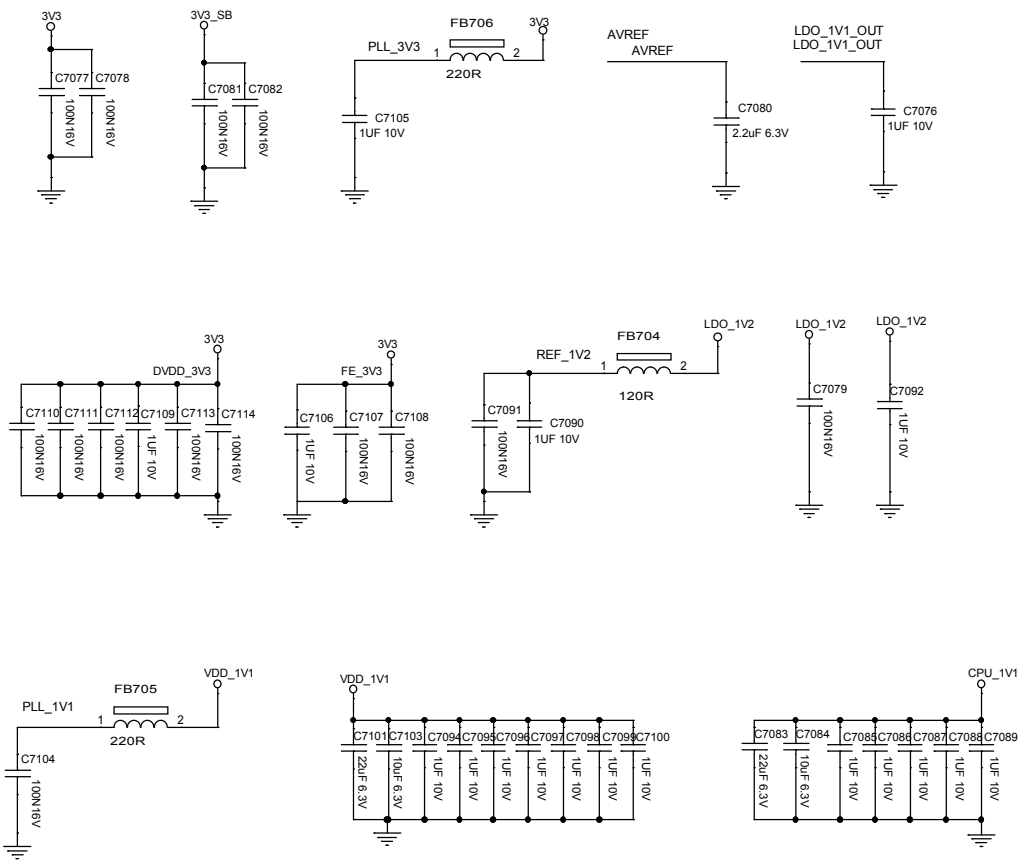 3V3
C7077 C7078
100N16V 100N16V
3V3_SB
C7081 C7082
100N16V 100N16V
FB706
PLL_3V3 1 2 3V3
220R
C7105
1UF 10V
AVREF
AVREF
C7080
2.2uF 6.3V
LDO_1V1_OUT
LDO_1V1_OUT
C7076
1UF 10V
3V3
DVDD_3V3
C7110 C7111 C7112 C7109 C7113 C7114
100N16V 100N16V 100N16V 1UF 10V 100N16V 100N16V
3V3
FE_3V3
C7106 C7107 C7108
1UF 10V 100N16V 100N16V
FB704
LDO_1V2
REF_1V2 1 2
120R
C7091 C7090
100N16V 1UF 10V
LDO_1V2
C7079
100N16V
LDO_1V2
C7092
1UF 10V
FB705
VDD_1V1
PLL_1V1 1 2
220R
C7104
100N16V
VDD_1V1
C7101 C7103 C7094 C7095 C7096 C7097 C7098 C7099 C7100
22uF 6.3V 10uF 6.3V 1UF 10V 1UF 10V 1UF 10V 1UF 10V 1UF 10V 1UF 10V 1UF 10V
CPU_1V1
C7083 C7084 C7085 C7086 C7087 C7088 C7089
22uF 6.3V 10uF 6.3V 1UF 10V 1UF 10V 1UF 10V 1UF 10V 1UF 10V